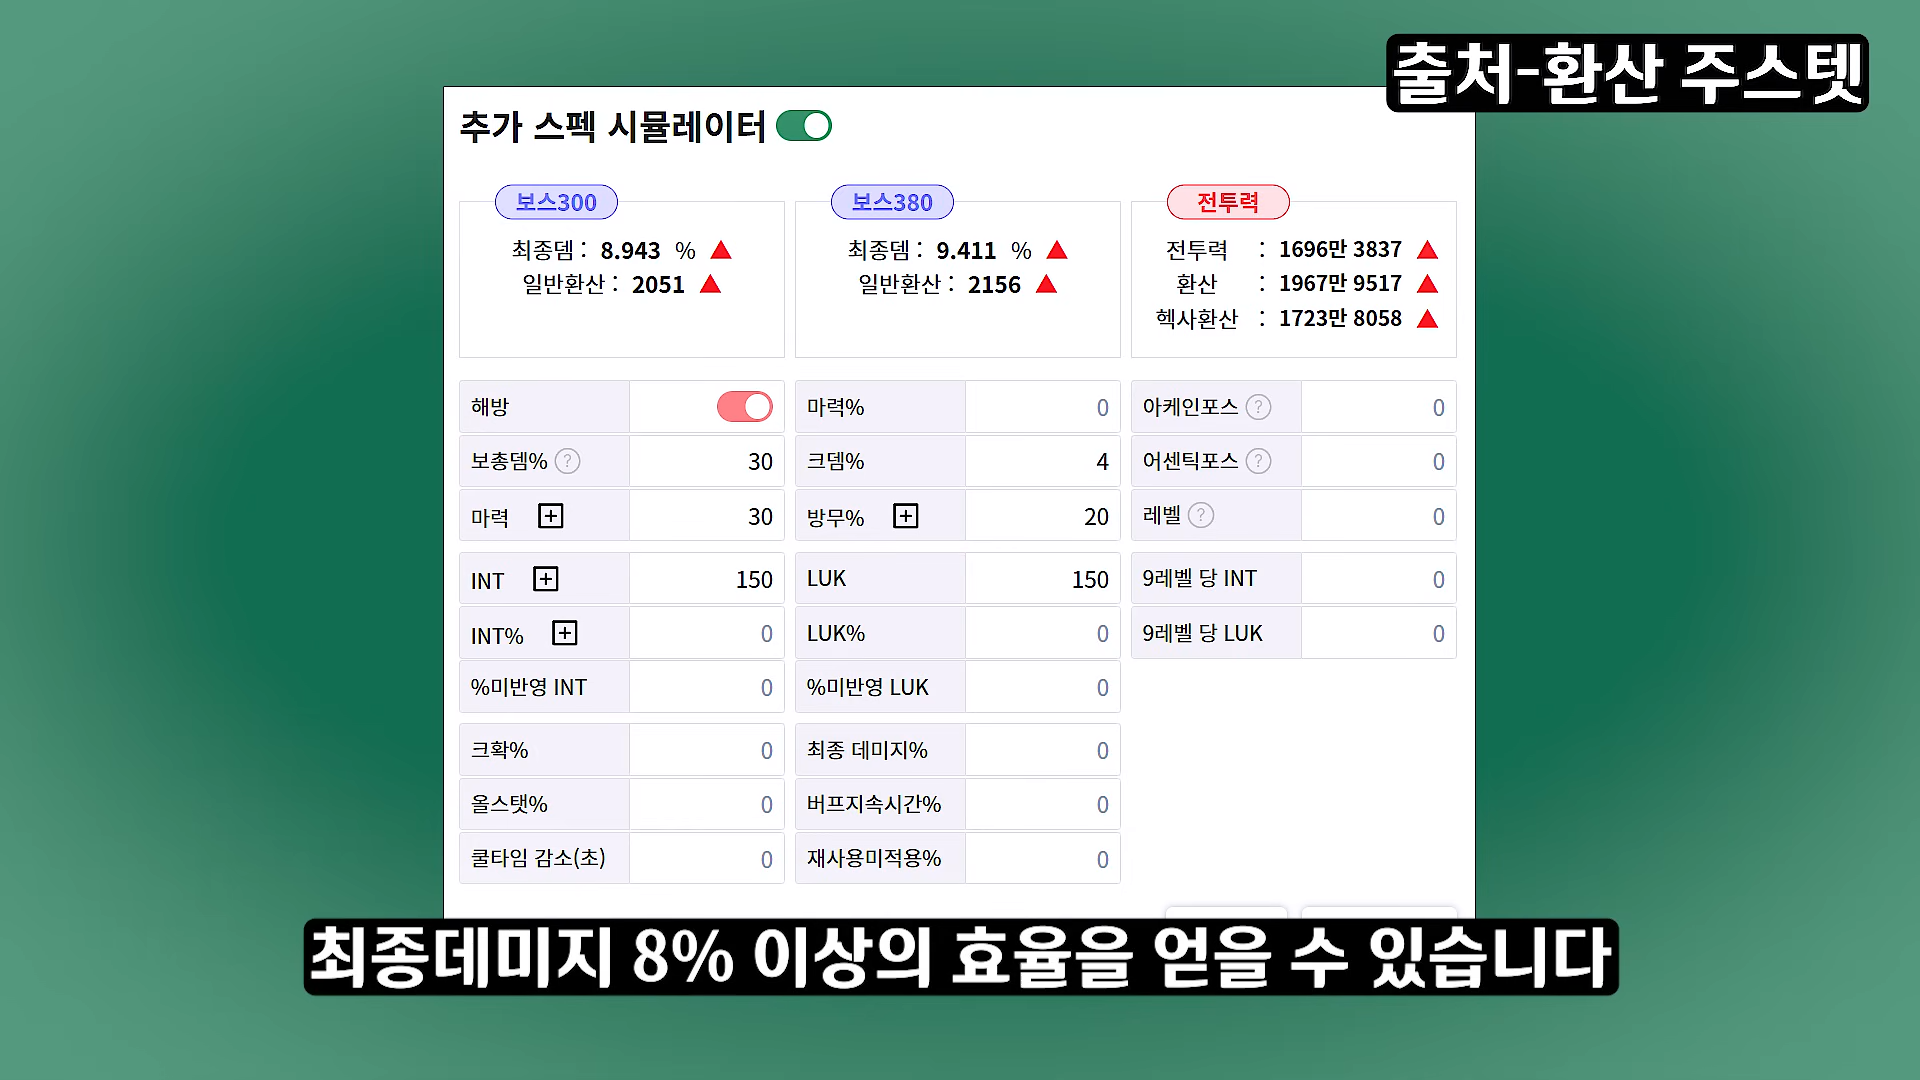 출처-환산 주스텟
추가 스펙 시뮬레이터
보스300
최종뎀 : 8.943 %
일반환산 : 2051
보스380
최종뎀 : 9.411 %
일반환산 : 2156
전투력
전투력 : 1696만 3837
환산 : 1967만 9517
헥사환산 : 1723만 8058
해방
마력% 0
아케인포스 ? 0
보총뎀% ? 30
크뎀% 4
어센틱포스 ? 0
마력 + 30
방무% + 20
레벨 ? 0
INT + 150
LUK 150
9레벨 당 INT 0
INT% + 0
LUK% 0
9레벨 당 LUK 0
%미반영 INT 0
%미반영 LUK 0
크확% 0
최종 데미지% 0
올스탯% 0
버프지속시간% 0
쿨타임 감소(초) 0
재사용미적용% 0
최종데미지 8% 이상의 효율을 얻을 수 있습니다